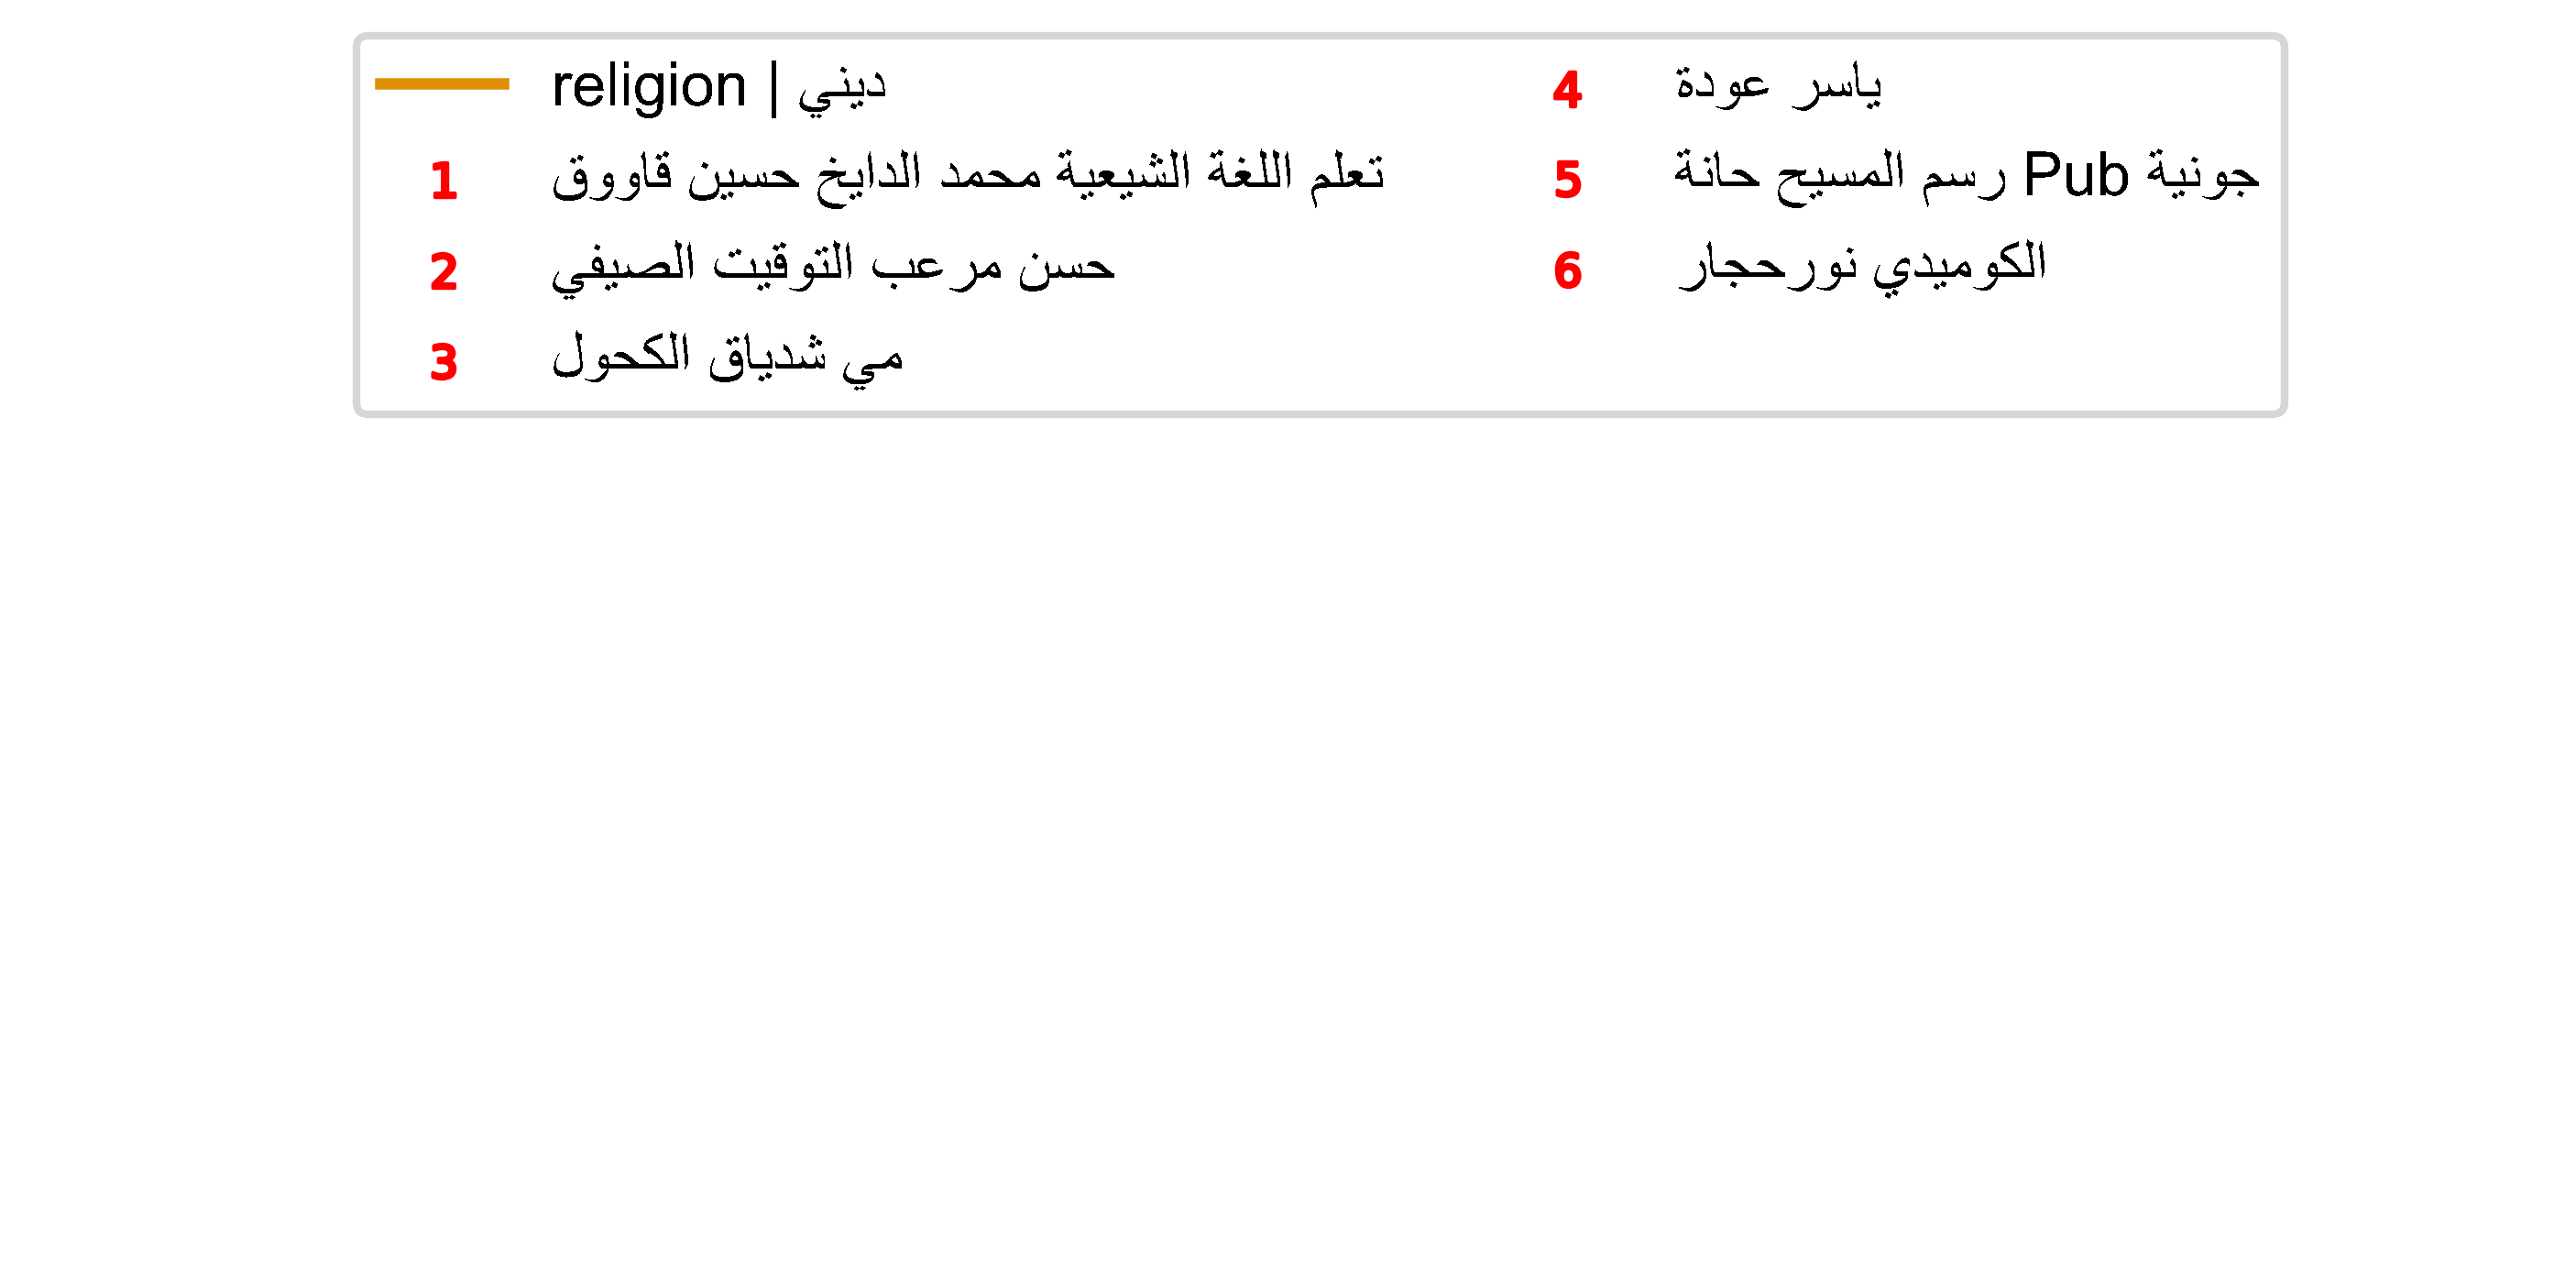 religion | ديني
1 تعلم اللغة الشيعية محمد الدايخ حسين قاووق
2 حسن مرعب التوقيت الصيفي
3 مي شدياق الكحول
4 ياسر عودة
5 جونية Pub رسم المسيح حانة
6 الكوميدي نورحجار